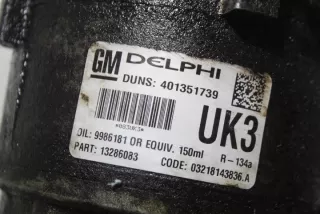 GM DELPHI
DUNS: 401351739
UK3
OIL: 9986181 OR EQUIV. 150ml R-134a
PART: 13286083 CODE: 03218143836.A